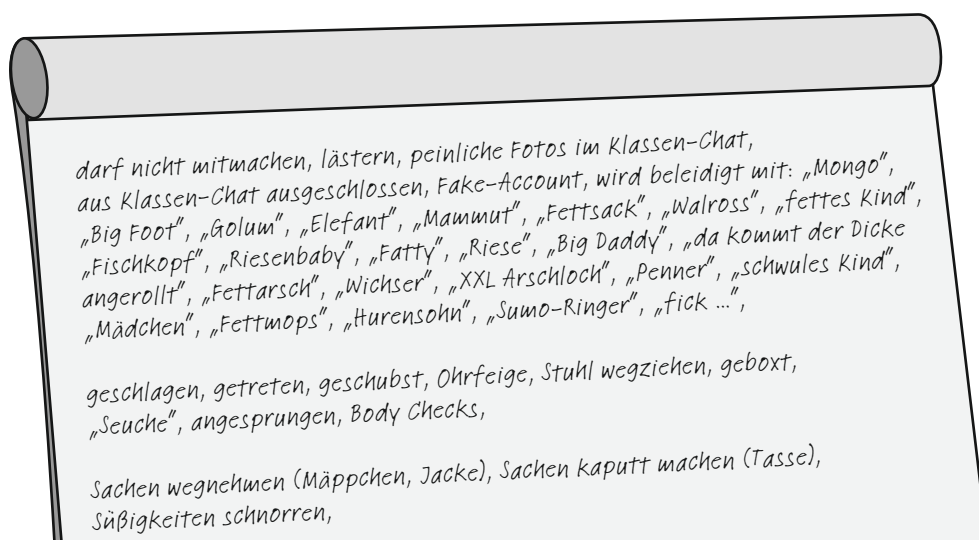 darf nicht mitmachen, lästern, peinliche Fotos im Klassen-Chat,
aus Klassen-Chat ausgeschlossen, Fake-Account, wird beleidigt mit: „Mongo“,
„Big Foot“, „Golum“, „Elefant“, „Mammut“, „Fettsack“, „Walross“, „fettes Kind“,
„Fischkopf“, „Riesenbaby“, „Fatty“, „Riese“, „Big Daddy“, „da kommt der Dicke
angerollt“, „Fettarsch“, „Wichser“, „XXL Arschloch“, „Penner“, „schwules Kind“,
„Mädchen“, „Fettmops“, „Hurensohn“, „Sumo-Ringer“, „fick ...“,
geschlagen, getreten, geschubst, Ohrfeige, Stuhl wegziehen, geboxt,
„Seuche“, angesprungen, Body Checks,
Sachen wegnehmen (Mäppchen, Jacke), Sachen kaputt machen (Tasse),
Süßigkeiten schnorren,